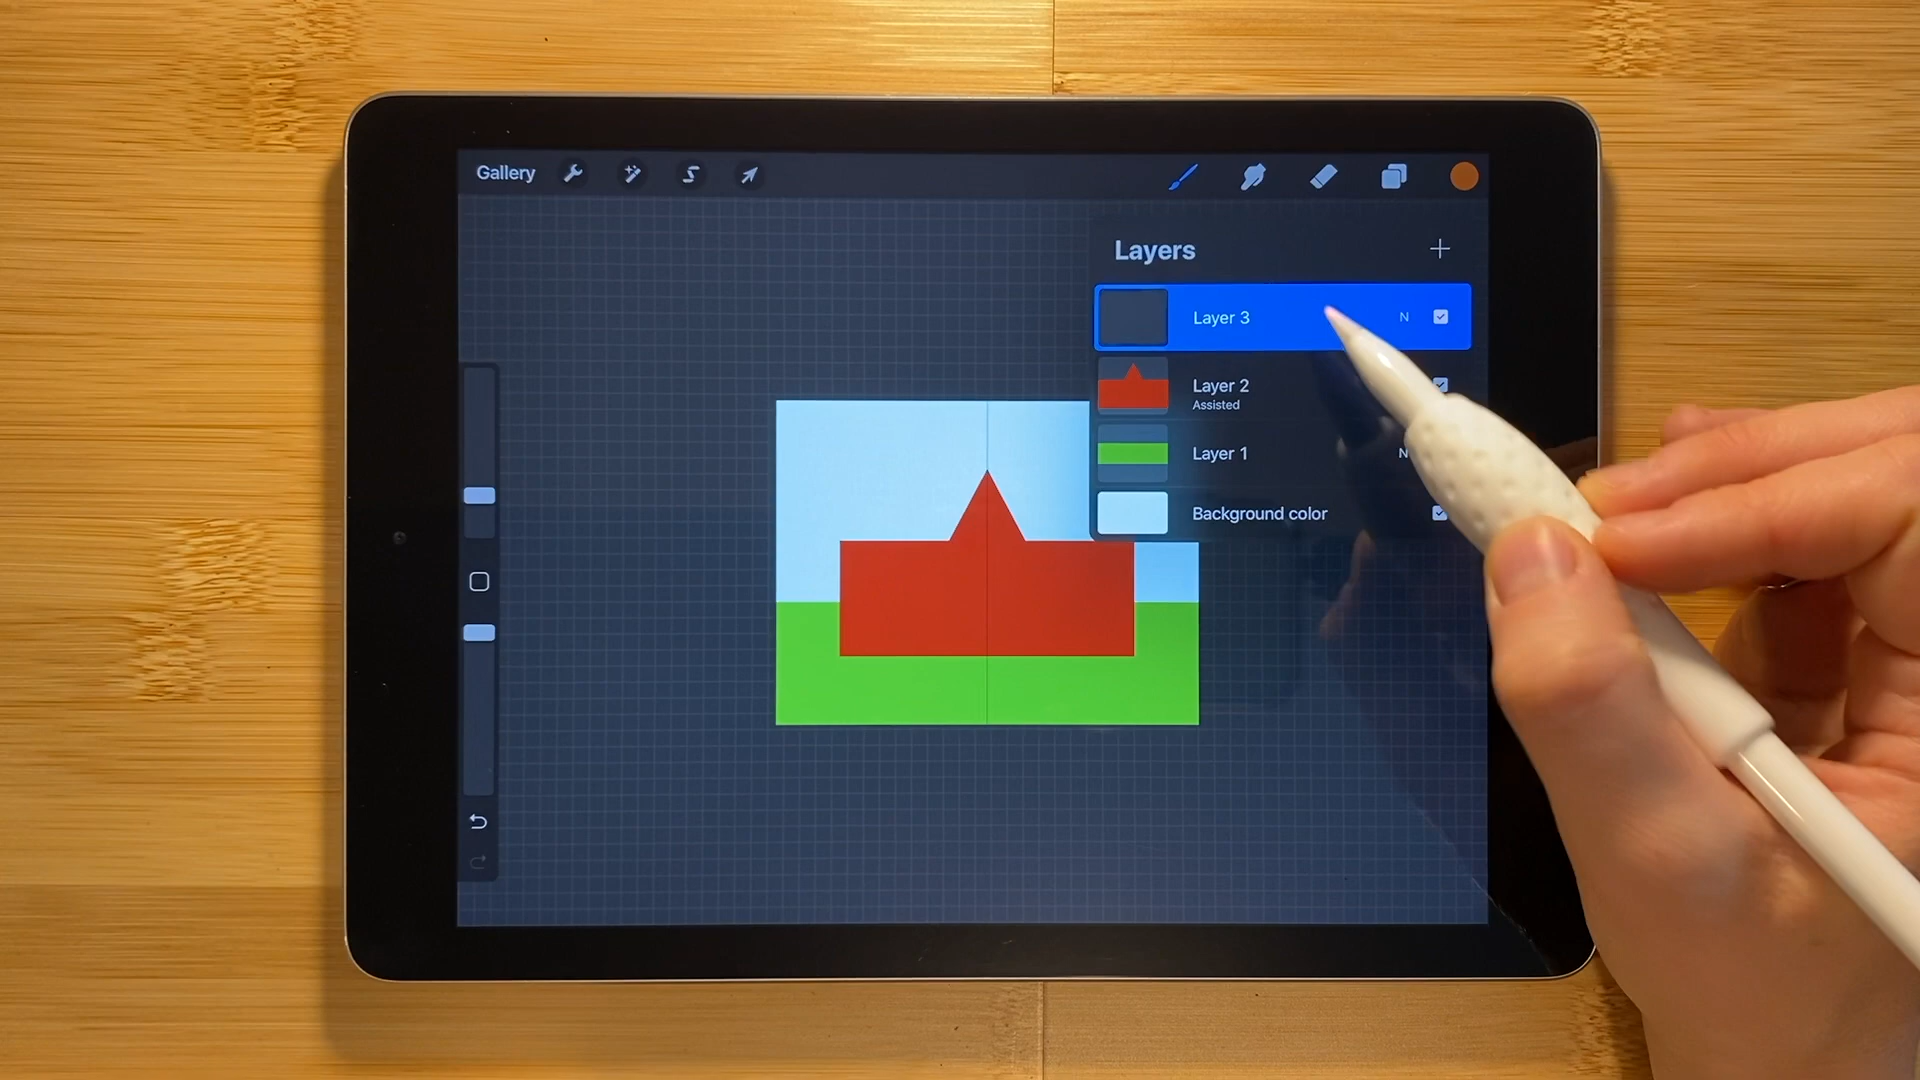 Gallery
Layers
Layer 3 N
Layer 2
Assisted
Layer 1 N
Background color